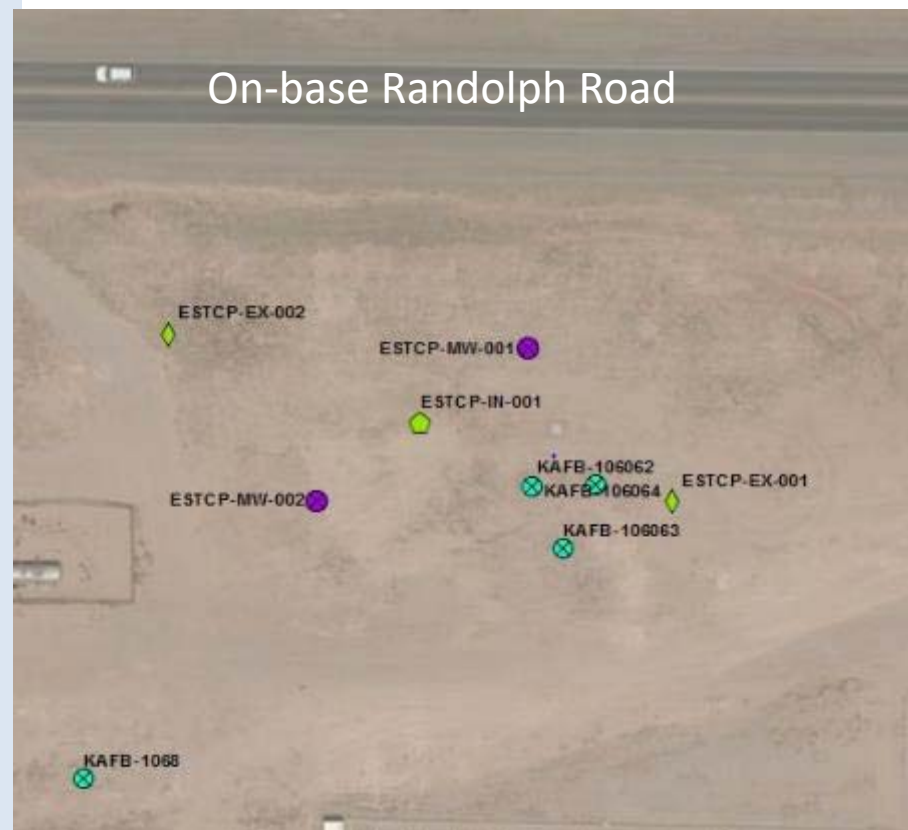 On-base Randolph Road
ESTCP-EX-002
ESTCP-MW-001
ESTCP-IN-001
KAFB-106062
ESTCP-EX-001
KAFB-106064
ESTCP-MW-002
KAFB-106063
KAFB-1068